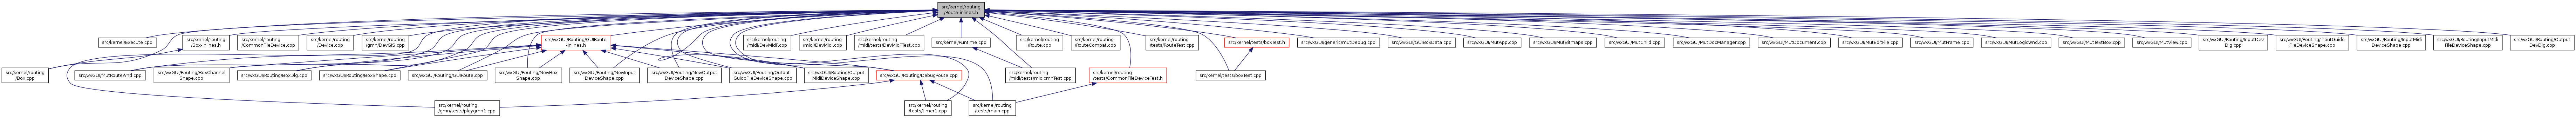 src/kernel/routing
/Route-inlines.h
src/kernel/Execute.cpp
src/kernel/routing
/Box-inlines.h
src/kernel/routing
/CommonFileDevice.cpp
src/kernel/routing
/Device.cpp
src/kernel/routing
/gmn/DevGIS.cpp
src/wxGUI/Routing/GUIRoute
-inlines.h
src/kernel/routing
/midi/DevMidF.cpp
src/kernel/routing
/midi/DevMidi.cpp
src/kernel/routing
/midi/tests/DevMidFTest.cpp
src/kernel/Runtime.cpp
src/kernel/routing
/Route.cpp
src/kernel/routing
/RouteCompat.cpp
src/kernel/routing
/tests/RouteTest.cpp
src/kernel/tests/boxTest.h
src/wxGUI/generic/mutDebug.cpp
src/wxGUI/GUIBoxData.cpp
src/wxGUI/MutApp.cpp
src/wxGUI/MutBitmaps.cpp
src/wxGUI/MutChild.cpp
src/wxGUI/MutDocManager.cpp
src/wxGUI/MutDocument.cpp
src/wxGUI/MutEditFile.cpp
src/wxGUI/MutFrame.cpp
src/wxGUI/MutLogicWnd.cpp
src/wxGUI/MutTextBox.cpp
src/wxGUI/MutView.cpp
src/wxGUI/Routing/InputDev
Dlg.cpp
src/wxGUI/Routing/InputGuido
FileDeviceShape.cpp
src/wxGUI/Routing/InputMidi
DeviceShape.cpp
src/wxGUI/Routing/InputMidi
FileDeviceShape.cpp
src/wxGUI/Routing/Output
DevDlg.cpp
src/kernel/routing
/Box.cpp
src/wxGUI/MutRouteWnd.cpp
src/wxGUI/Routing/BoxChannel
Shape.cpp
src/wxGUI/Routing/BoxDlg.cpp
src/wxGUI/Routing/BoxShape.cpp
src/wxGUI/Routing/GUIRoute.cpp
src/wxGUI/Routing/NewBox
Shape.cpp
src/wxGUI/Routing/NewInput
DeviceShape.cpp
src/wxGUI/Routing/NewOutput
DeviceShape.cpp
src/wxGUI/Routing/Output
GuidoFileDeviceShape.cpp
src/wxGUI/Routing/Output
MidiDeviceShape.cpp
src/wxGUI/Routing/DebugRoute.cpp
src/kernel/routing
/midi/tests/midicmnTest.cpp
src/kernel/routing
/tests/CommonFileDeviceTest.h
src/kernel/tests/boxTest.cpp
src/kernel/routing
/gmn/tests/playgmn1.cpp
src/kernel/routing
/tests/timer1.cpp
src/kernel/routing
/tests/main.cpp